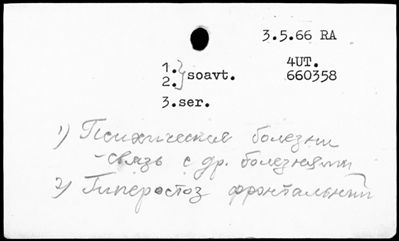 3.5.66 RA
4UT.
1.
2.} soavt.
660358
3.ser.
1) Психические болезни
-связь с др. болезнями
2) Гиперостоз фронтальный